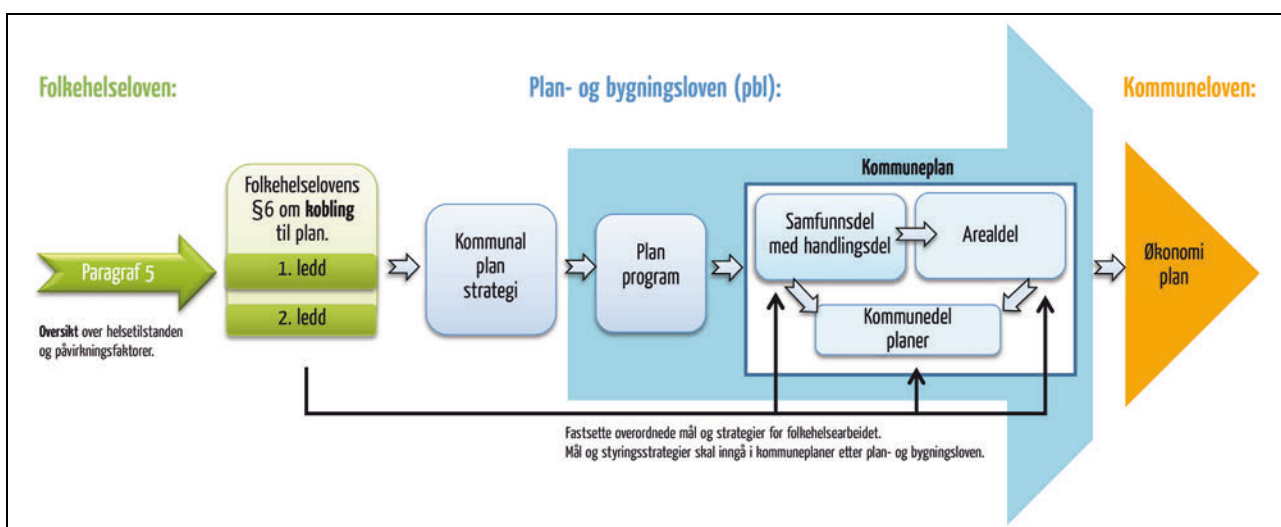 Folkehelseloven:
Plan- og bygningsloven (pbl):
Kommuneloven:
Paragraf 5
Oversikt over helsetilstanden
og påvirkningsfaktorer.
Folkehelselovens
§6 om kobling
til plan.
1. ledd
2. ledd
Kommunal
plan
strategi
Plan
program
Kommuneplan
Samfunnsdel
med handlingsdel
Arealdel
Kommunedel
planer
Økonomi
plan
Fastsette overordnede mål og strategier for folkehelsearbeidet.
Mål og styringsstrategier skal inngå i kommuneplaner etter plan- og bygningsloven.